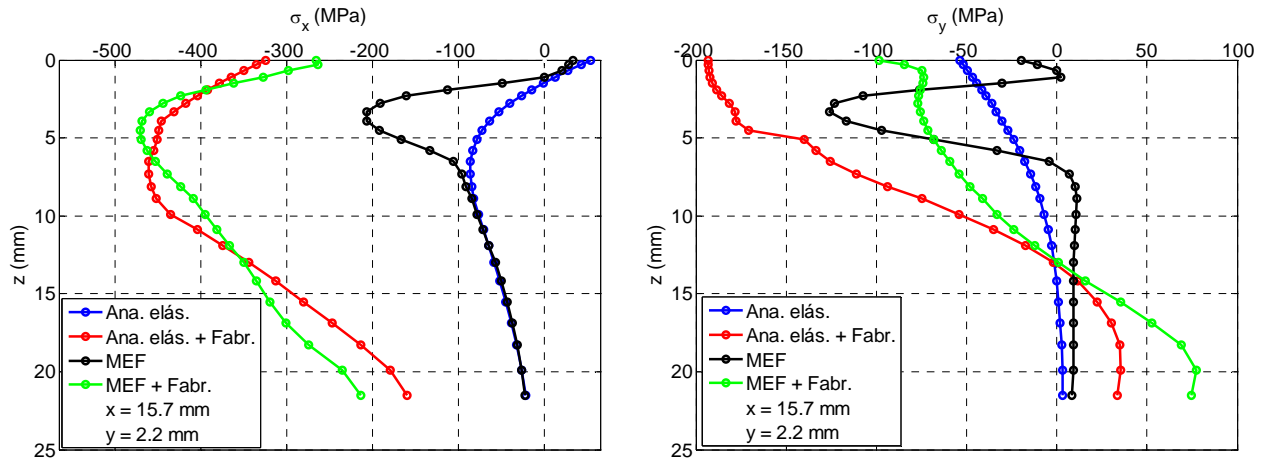 σx (MPa)
-500 -400 -300 -200 -100 0
0
5
10
15
20
25
z (mm)
Ana. elás.
Ana. elás. + Fabr.
MEF
MEF + Fabr.
x = 15.7 mm
y = 2.2 mm
σy (MPa)
-200 -150 -100 -50 0 50 100
0
5
10
15
20
25
z (mm)
Ana. elás.
Ana. elás. + Fabr.
MEF
MEF + Fabr.
x = 15.7 mm
y = 2.2 mm